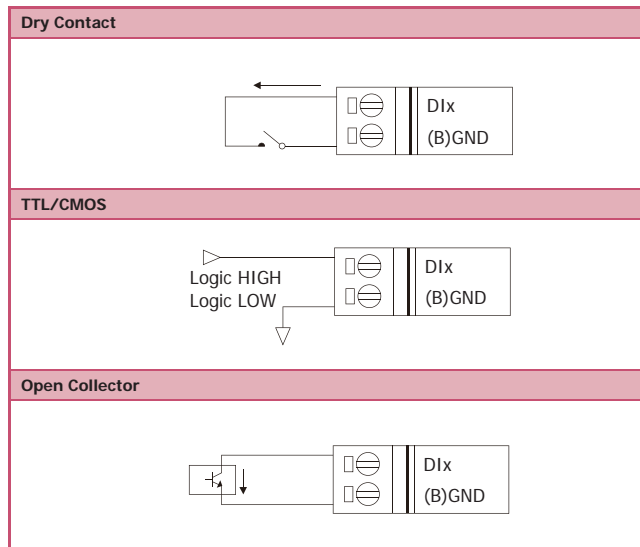 Dry Contact
DIx
(B)GND
TTL/CMOS
Logic HIGH
Logic LOW
DIx
(B)GND
Open Collector
DIx
(B)GND